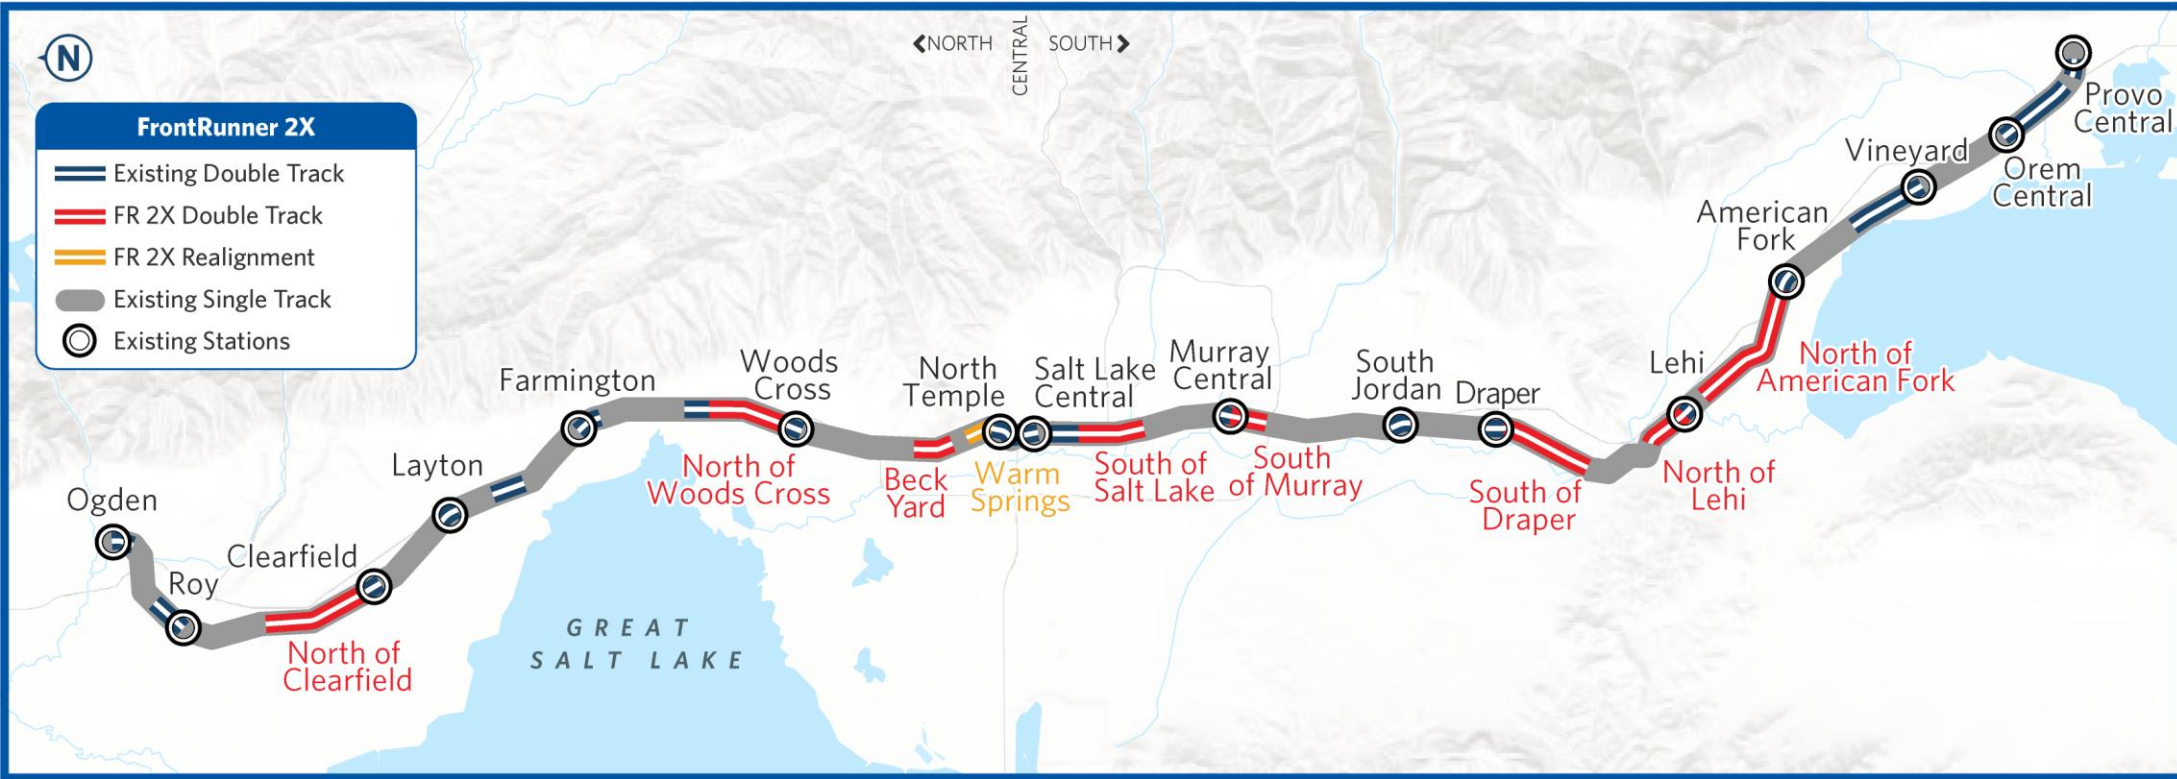 NORTH
CENTRAL
SOUTH
N
FrontRunner 2X
Existing Double Track
FR 2X Double Track
FR 2X Realignment
Existing Single Track
Existing Stations
Ogden
Roy
Clearfield
North of
Clearfield
Layton
Farmington
GREAT
SALT LAKE
Woods
Cross
North of
Woods Cross
Beck
Yard
North
Temple
Warm
Springs
Salt Lake
Central
South of
Salt Lake
Murray
Central
South
of Murray
South
Jordan
Draper
South of
Draper
Lehi
North of
Lehi
American
Fork
North of
American Fork
Vineyard
Orem
Central
Provo
Central